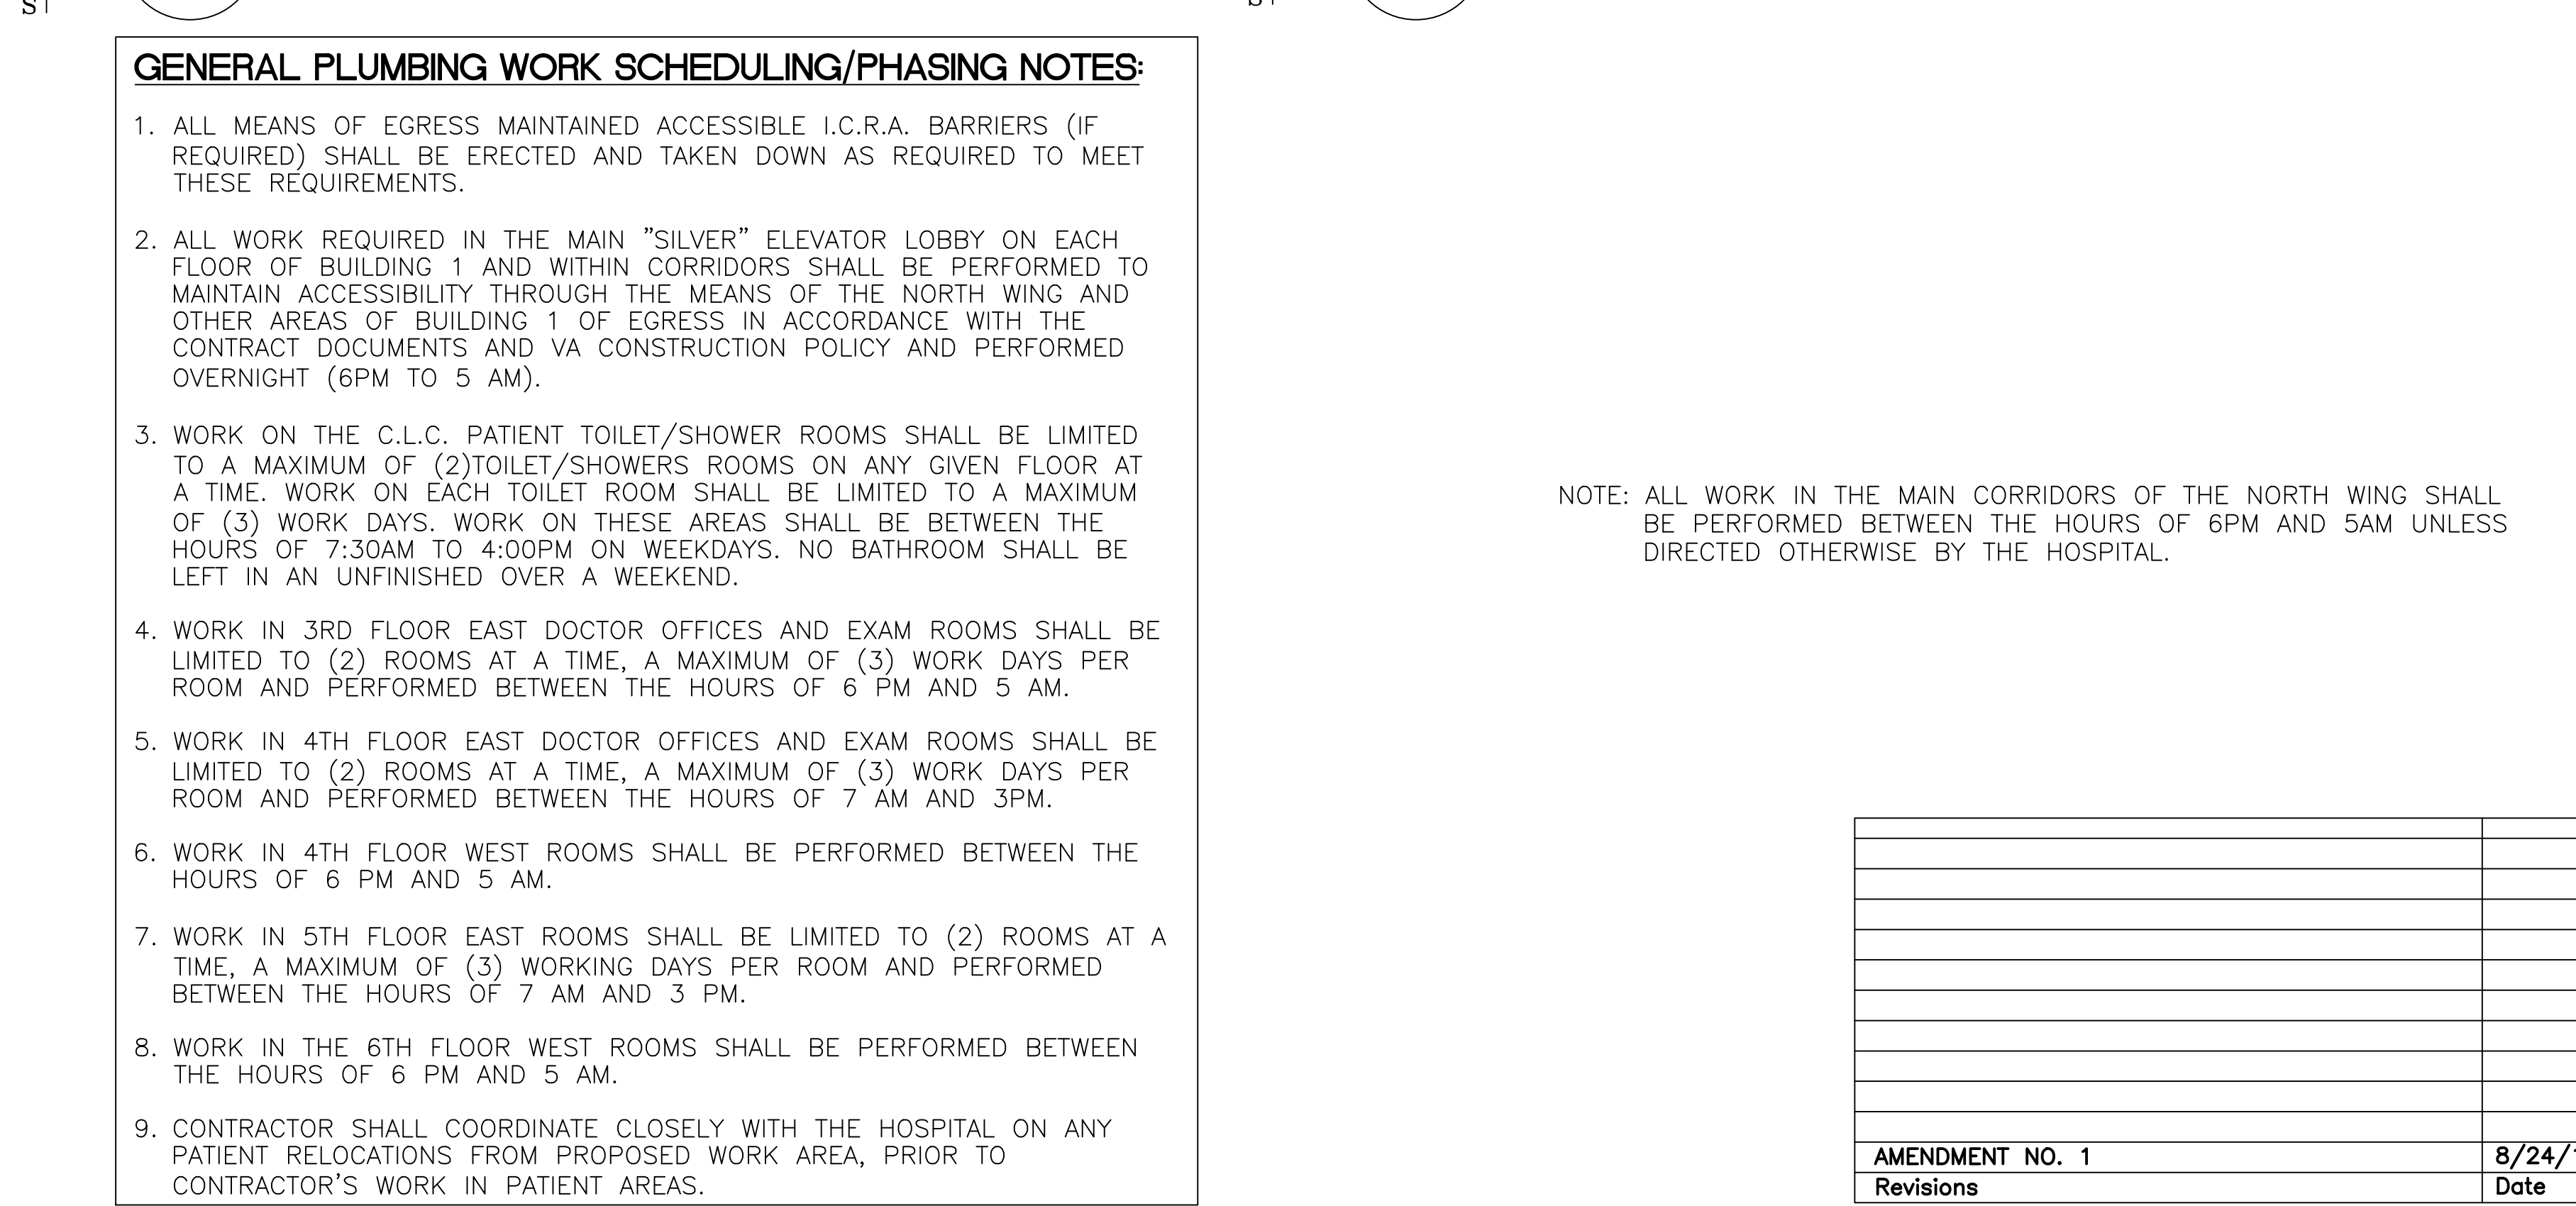 S
S
GENERAL PLUMBING WORK SCHEDULING/PHASING NOTES:
1. ALL MEANS OF EGRESS MAINTAINED ACCESSIBLE I.C.R.A. BARRIERS (IF
REQUIRED) SHALL BE ERECTED AND TAKEN DOWN AS REQUIRED TO MEET
THESE REQUIREMENTS.
2. ALL WORK REQUIRED IN THE MAIN "SILVER" ELEVATOR LOBBY ON EACH
FLOOR OF BUILDING 1 AND WITHIN CORRIDORS SHALL BE PERFORMED TO
MAINTAIN ACCESSIBILITY THROUGH THE MEANS OF THE NORTH WING AND
OTHER AREAS OF BUILDING 1 OF EGRESS IN ACCORDANCE WITH THE
CONTRACT DOCUMENTS AND VA CONSTRUCTION POLICY AND PERFORMED
OVERNIGHT (6PM TO 5 AM).
3. WORK ON THE C.L.C. PATIENT TOILET/SHOWER ROOMS SHALL BE LIMITED
TO A MAXIMUM OF (2)TOILET/SHOWERS ROOMS ON ANY GIVEN FLOOR AT
A TIME. WORK ON EACH TOILET ROOM SHALL BE LIMITED TO A MAXIMUM
OF (3) WORK DAYS. WORK ON THESE AREAS SHALL BE BETWEEN THE
HOURS OF 7:30AM TO 4:00PM ON WEEKDAYS. NO BATHROOM SHALL BE
LEFT IN AN UNFINISHED OVER A WEEKEND.
4. WORK IN 3RD FLOOR EAST DOCTOR OFFICES AND EXAM ROOMS SHALL BE
LIMITED TO (2) ROOMS AT A TIME, A MAXIMUM OF (3) WORK DAYS PER
ROOM AND PERFORMED BETWEEN THE HOURS OF 6 PM AND 5 AM.
5. WORK IN 4TH FLOOR EAST DOCTOR OFFICES AND EXAM ROOMS SHALL BE
LIMITED TO (2) ROOMS AT A TIME, A MAXIMUM OF (3) WORK DAYS PER
ROOM AND PERFORMED BETWEEN THE HOURS OF 7 AM AND 3PM.
6. WORK IN 4TH FLOOR WEST ROOMS SHALL BE PERFORMED BETWEEN THE
HOURS OF 6 PM AND 5 AM.
7. WORK IN 5TH FLOOR EAST ROOMS SHALL BE LIMITED TO (2) ROOMS AT A
TIME, A MAXIMUM OF (3) WORKING DAYS PER ROOM AND PERFORMED
BETWEEN THE HOURS OF 7 AM AND 3 PM.
8. WORK IN THE 6TH FLOOR WEST ROOMS SHALL BE PERFORMED BETWEEN
THE HOURS OF 6 PM AND 5 AM.
9. CONTRACTOR SHALL COORDINATE CLOSELY WITH THE HOSPITAL ON ANY
PATIENT RELOCATIONS FROM PROPOSED WORK AREA, PRIOR TO
CONTRACTOR'S WORK IN PATIENT AREAS.
NOTE: ALL WORK IN THE MAIN CORRIDORS OF THE NORTH WING SHALL
BE PERFORMED BETWEEN THE HOURS OF 6PM AND 5AM UNLESS
DIRECTED OTHERWISE BY THE HOSPITAL.
AMENDMENT NO. 1 8/24/
Revisions Date